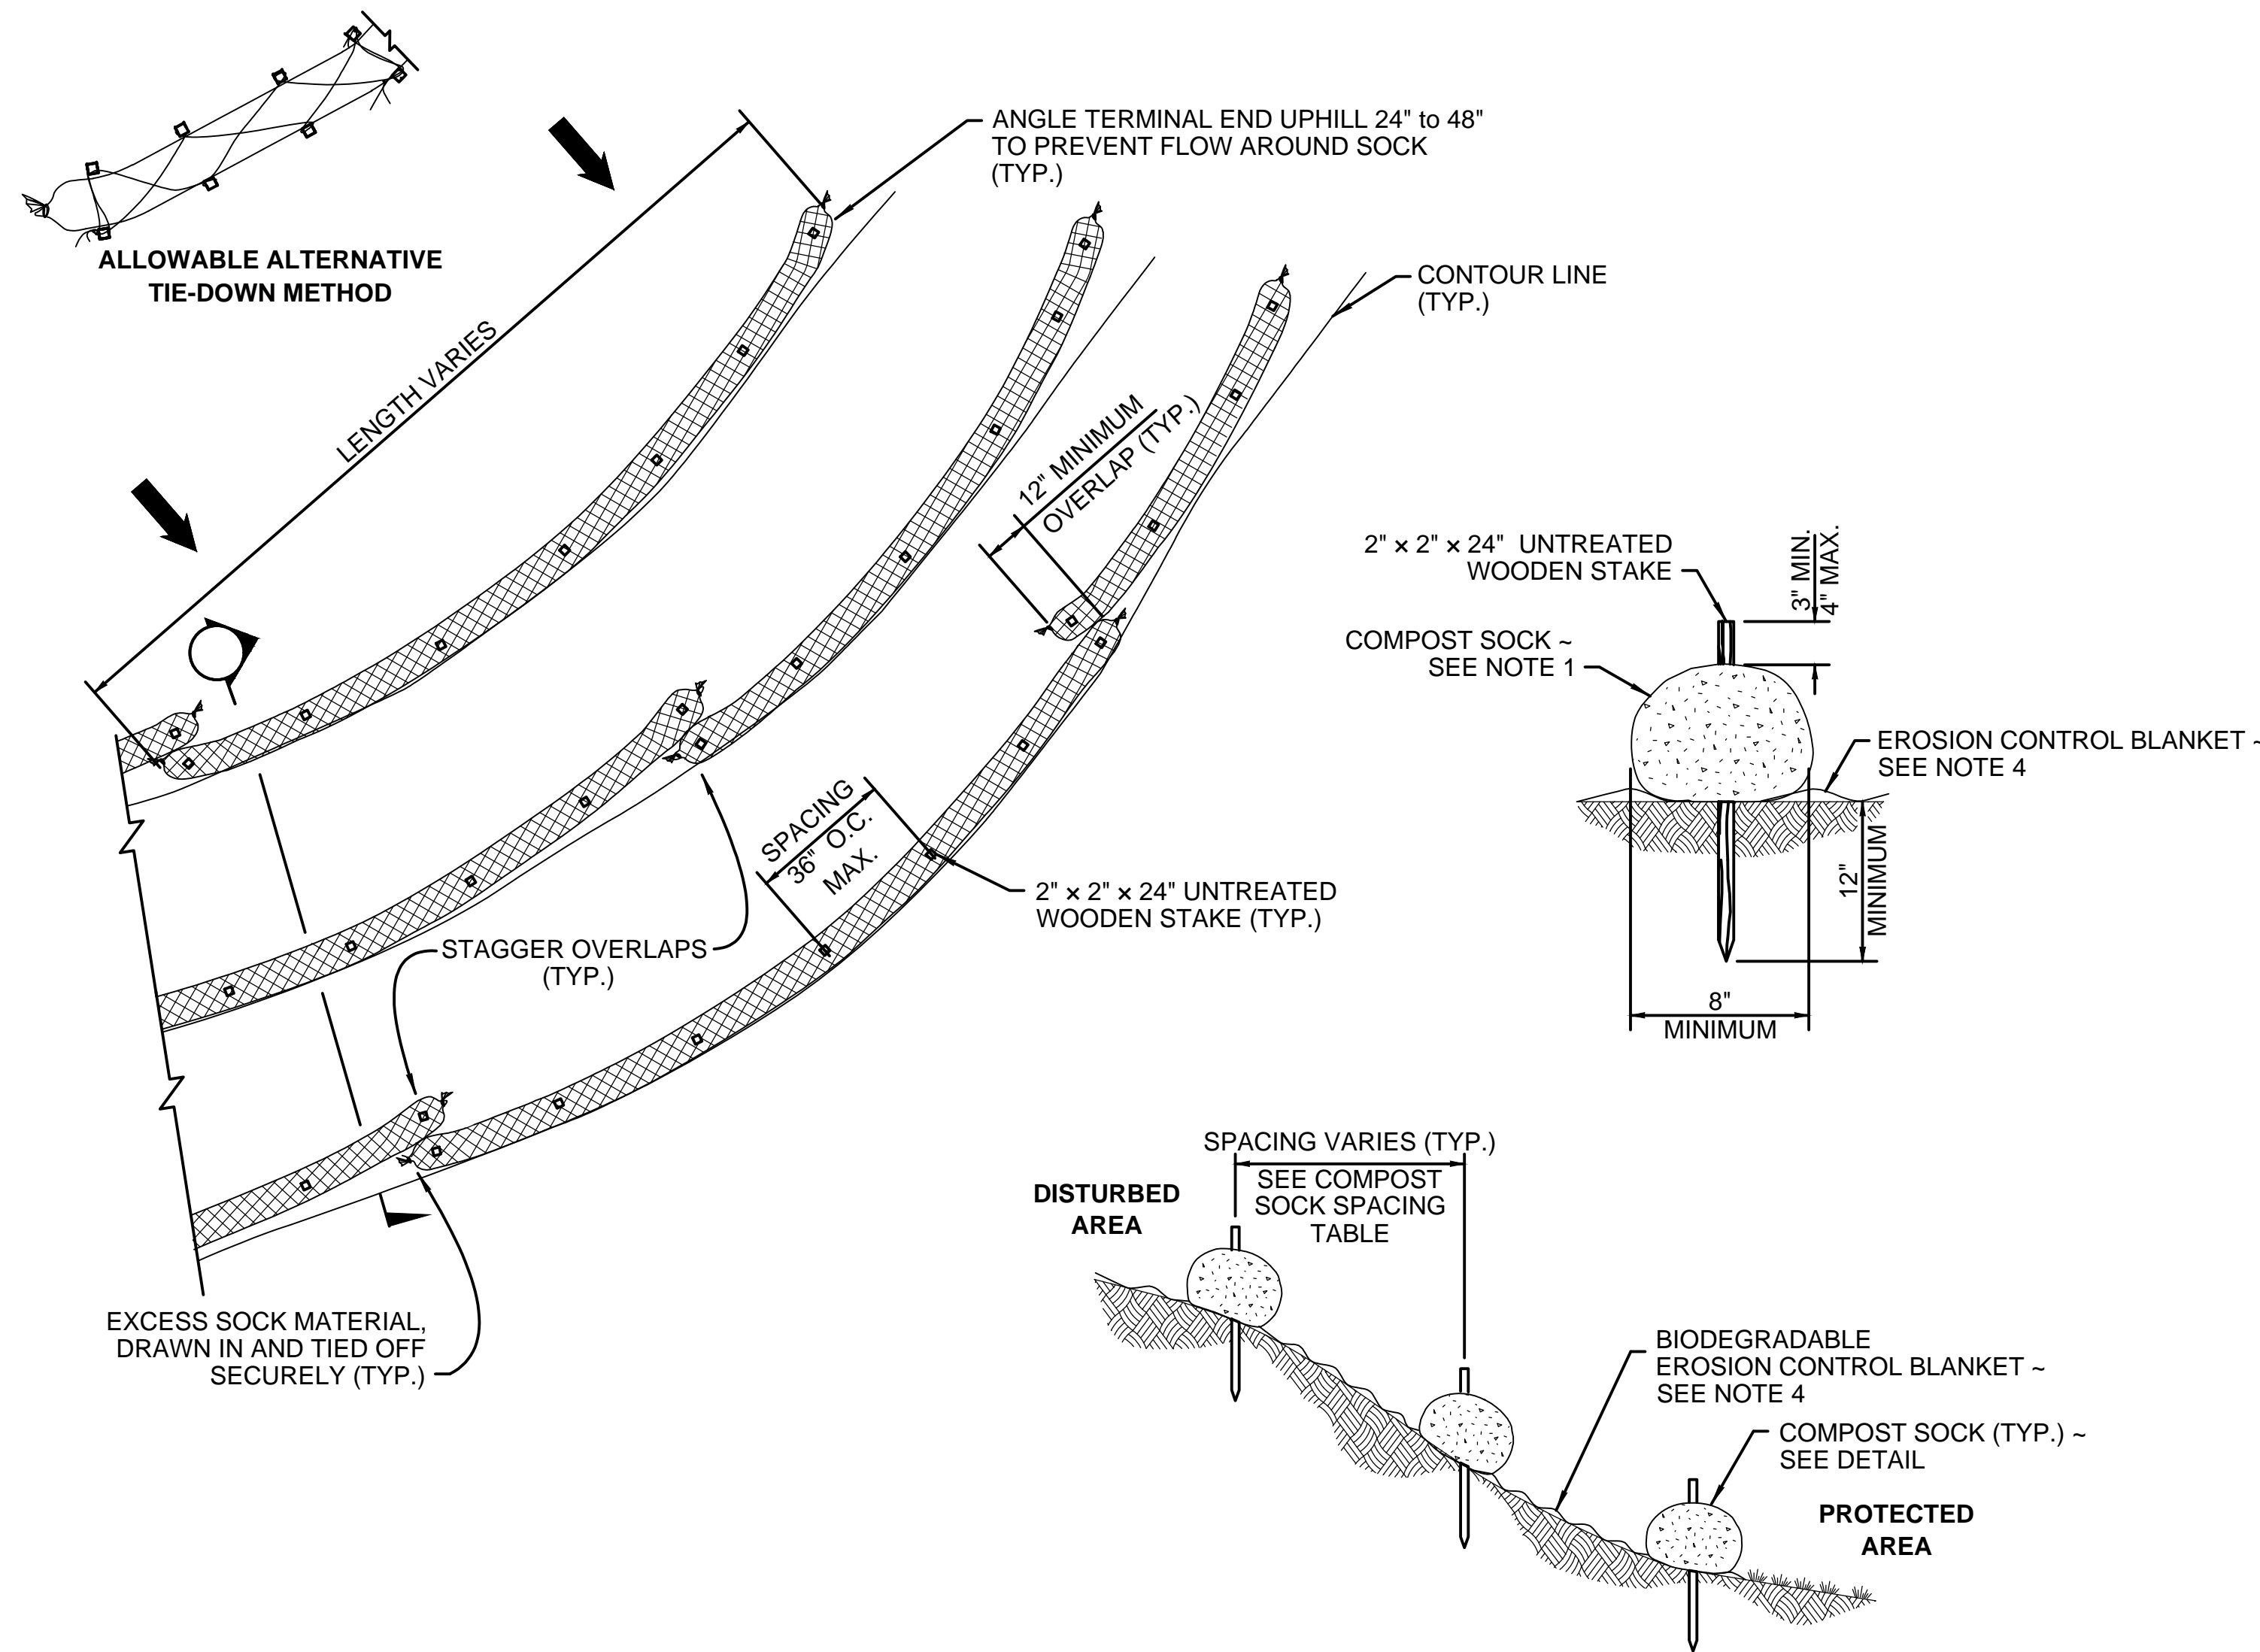 ALLOWABLE ALTERNATIVE
TIE-DOWN METHOD
ANGLE TERMINAL END UPHILL 24" to 48"
TO PREVENT FLOW AROUND SOCK
(TYP.)
CONTOUR LINE
(TYP.)
LENGTH VARIES
12" MINIMUM
OVERLAP (TYP.)
2" × 2" × 24" UNTREATED
WOODEN STAKE
3" MIN.
4" MAX.
COMPOST SOCK ~
SEE NOTE 1
EROSION CONTROL BLANKET ~
SEE NOTE 4
12"
MINIMUM
8"
MINIMUM
SPACING
36" O.C.
MAX.
2" × 2" × 24" UNTREATED
WOODEN STAKE (TYP.)
STAGGER OVERLAPS
(TYP.)
EXCESS SOCK MATERIAL,
DRAWN IN AND TIED OFF
SECURELY (TYP.)
SPACING VARIES (TYP.)
SEE COMPOST
SOCK SPACING
TABLE
DISTURBED
AREA
BIODEGRADABLE
EROSION CONTROL BLANKET ~
SEE NOTE 4
COMPOST SOCK (TYP.) ~
SEE DETAIL
PROTECTED
AREA